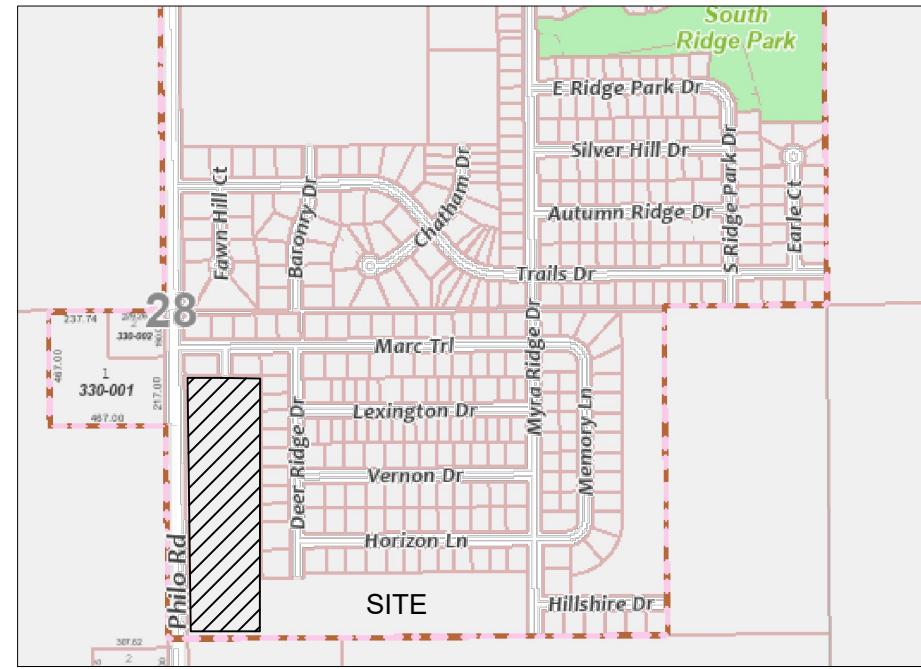 South
Ridge Park
E Ridge Park Dr
Silver Hill Dr
S Ridge Park Dr
Earle Ct
Chatham Dr
Fawn Hill Ct
Baronry Dr
Autumn Ridge Dr
Trails Dr
28
237.74
2
330-002
1
330-001
467.00
217.00
467.00
Marc Trl
Myra Ridge Dr
Lexington Dr
Deer Ridge Dr
Memory Ln
Vernon Dr
Horizon Ln
Philo Rd
SITE
Hillshire Dr
307.62
2